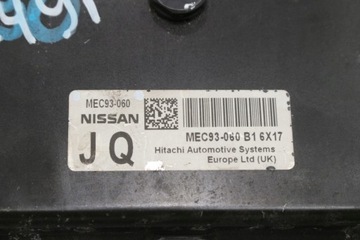 MEC93-060
NISSAN
MEC93-060 B1 6X17
JQ
Hitachi Automotive Systems
Europe Ltd (UK)